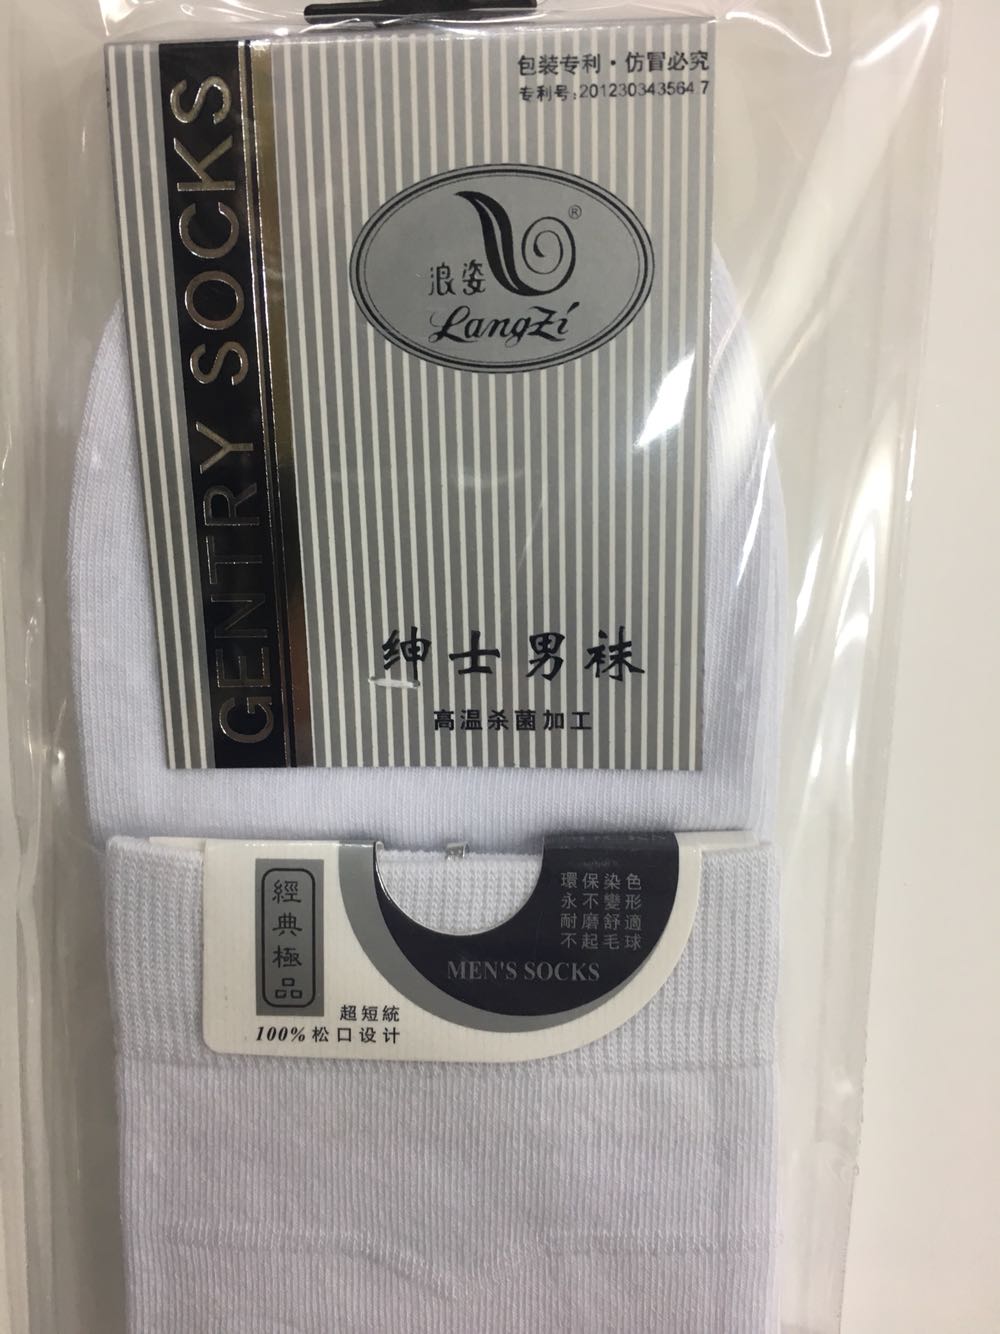 包装专利·仿冒必究
专利号:201230343564.7
GENTRY SOCKS
®
浪姿
LangZi
绅士男袜
高温杀菌加工
經典極品
環保染色
永不變形
耐磨舒適
不起毛球
MEN'S SOCKS
超短統
100%松口设计